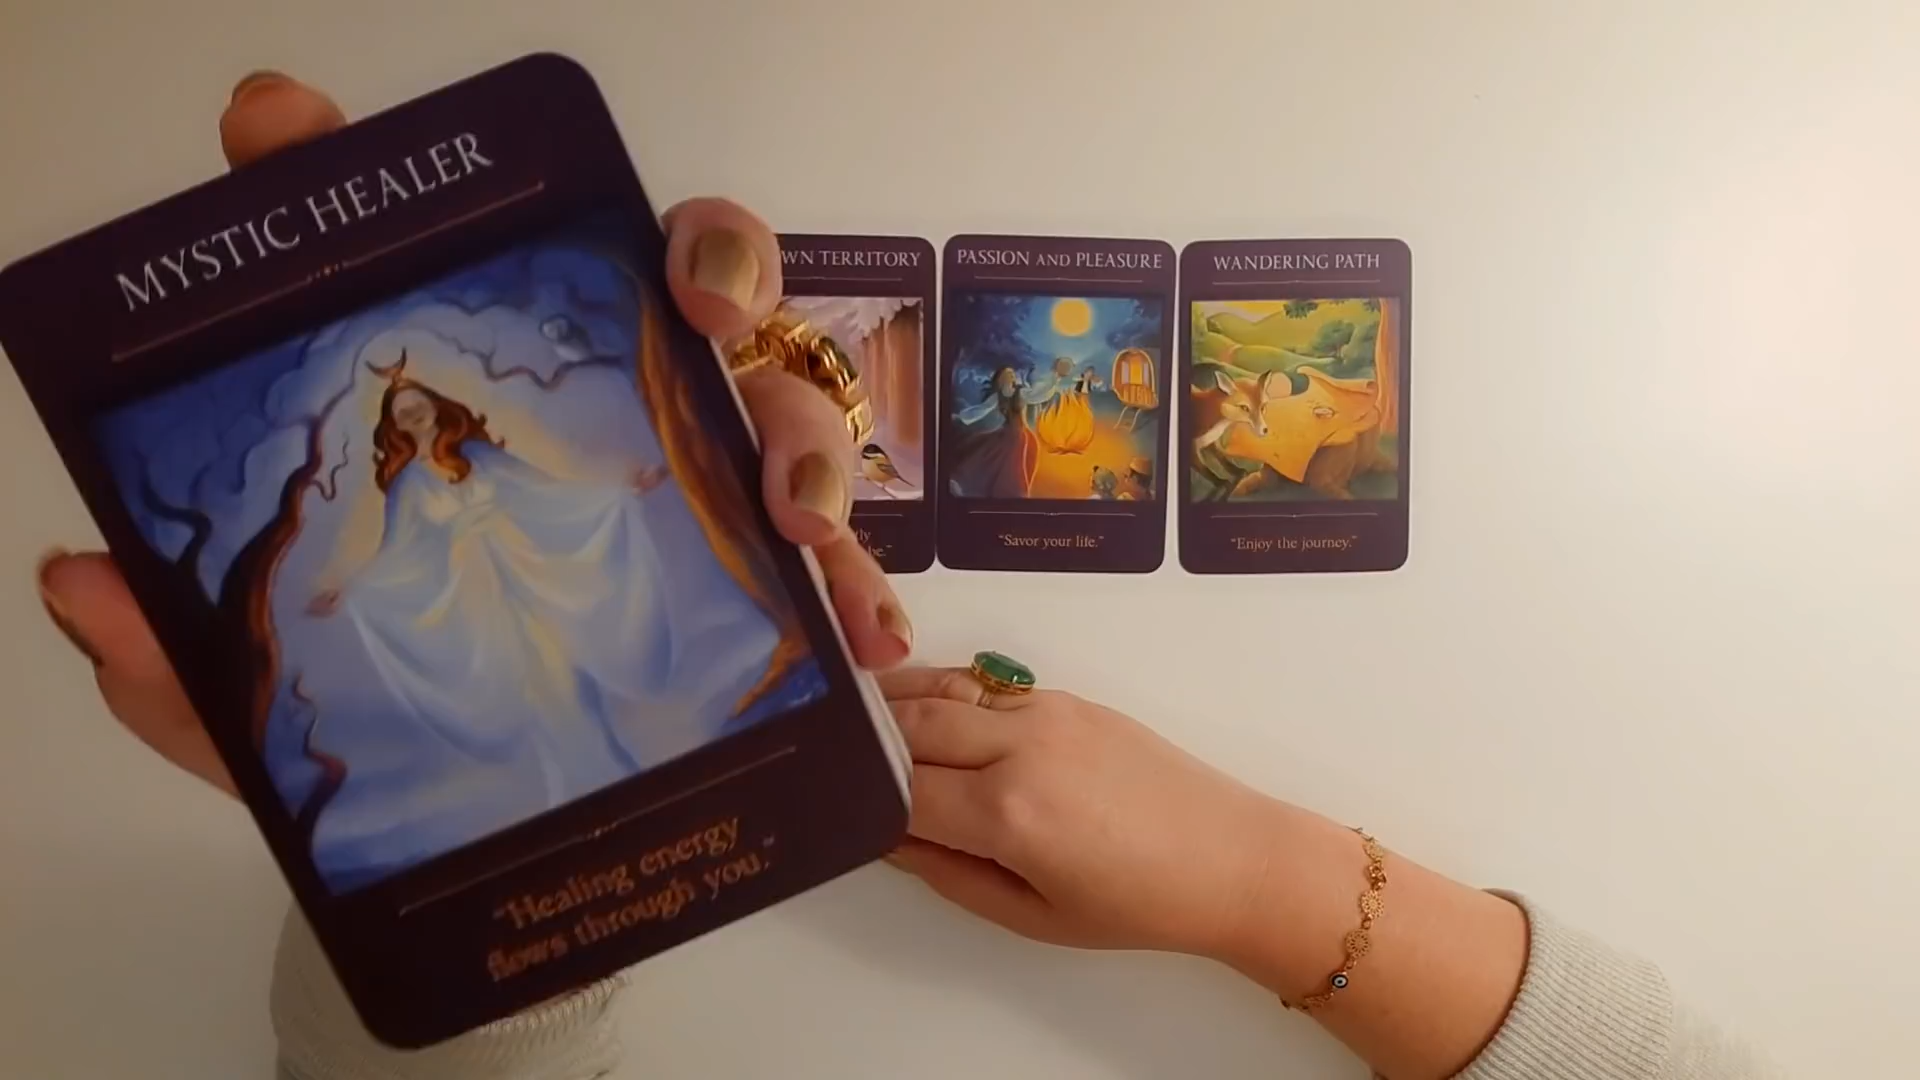 MYSTIC HEALER
"Healing energy
flows through you."
WN TERRITORY
be."
PASSION AND PLEASURE
"Savor your life."
WANDERING PATH
"Enjoy the journey."